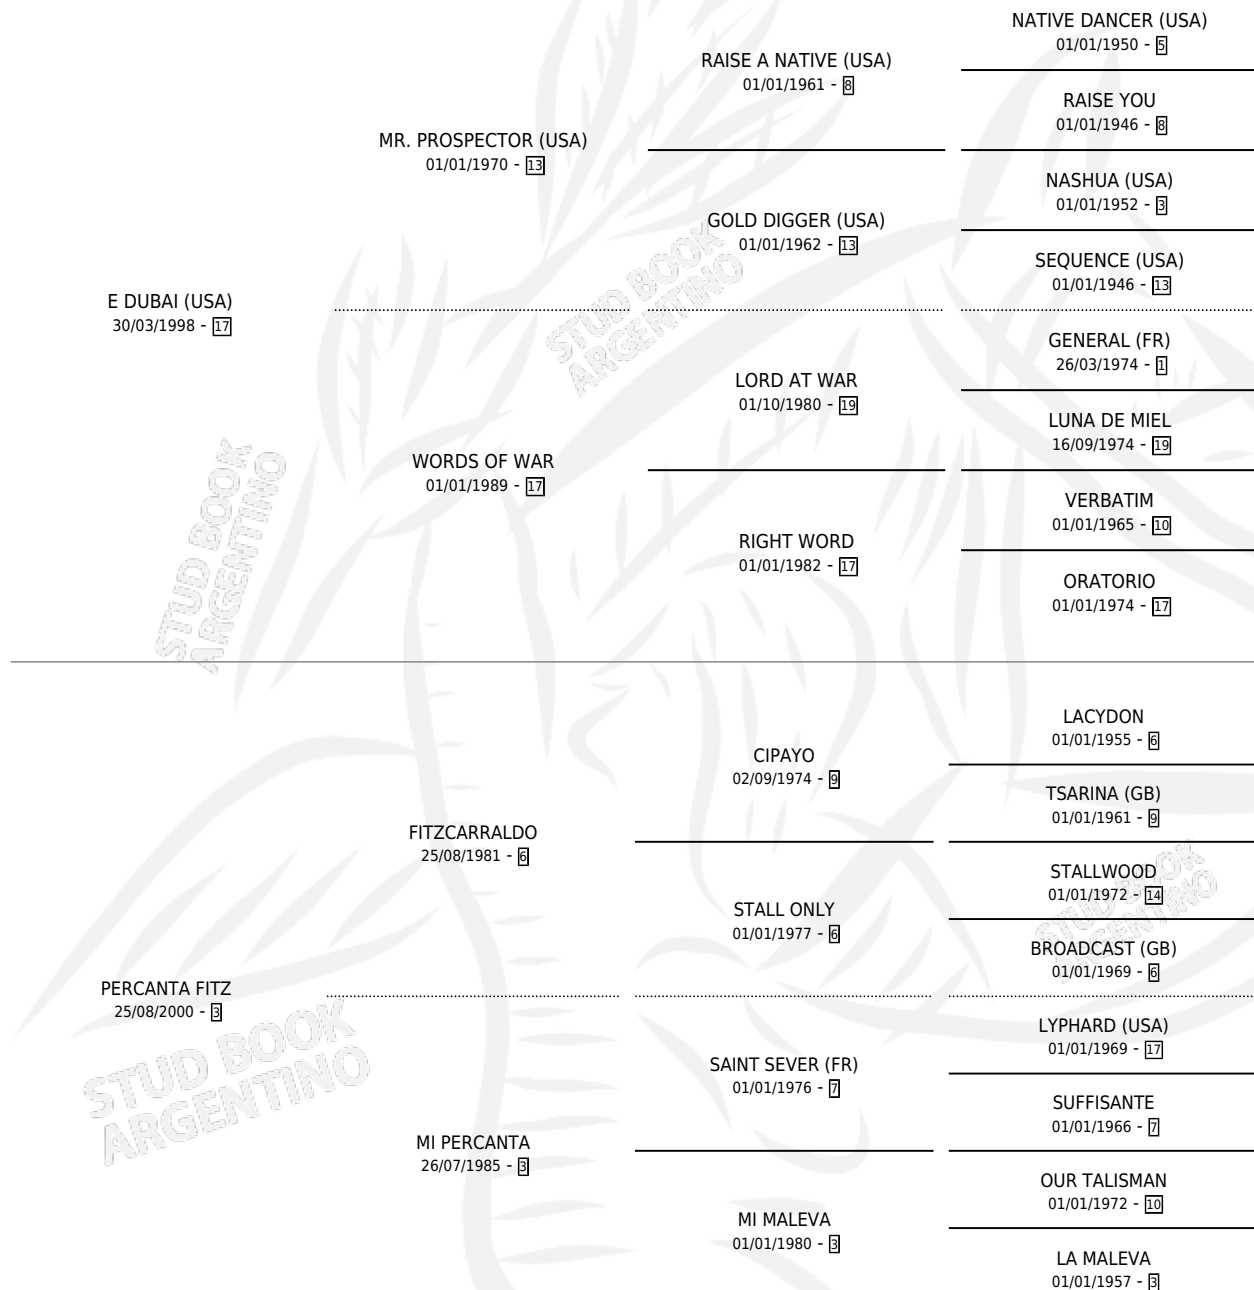 NATIVE DANCER (USA)
01/01/1950 - 5
RAISE A NATIVE (USA)
01/01/1961 - 8
RAISE YOU
01/01/1946 - 8
MR. PROSPECTOR (USA)
01/01/1970 - 13
NASHUA (USA)
01/01/1952 - 3
GOLD DIGGER (USA)
01/01/1962 - 13
SEQUENCE (USA)
01/01/1946 - 13
E DUBAI (USA)
30/03/1998 - 17
STUD BOOK
ARGENTINO
GENERAL (FR)
26/03/1974 - 1
LORD AT WAR
01/10/1980 - 19
LUNA DE MIEL
16/09/1974 - 19
WORDS OF WAR
01/01/1989 - 17
VERBATIM
01/01/1965 - 10
RIGHT WORD
01/01/1982 - 17
ORATORIO
01/01/1974 - 17
STUD BOOK
ARGENTINO
LACYDON
01/01/1955 - 6
CIPAYO
02/09/1974 - 9
TSARINA (GB)
01/01/1961 - 9
FITZCARRALDO
25/08/1981 - 6
STALLWOOD
01/01/1972 - 14
STALL ONLY
01/01/1977 - 6
BROADCAST (GB)
01/01/1969 - 6
STUD BOOK
ARGENTINO
PERCANTA FITZ
25/08/2000 - 3
LYPHARD (USA)
01/01/1969 - 17
SAINT SEVER (FR)
01/01/1976 - 7
SUFFISANTE
01/01/1966 - 7
STUD BOOK
ARGENTINO
MI PERCANTA
26/07/1985 - 3
OUR TALISMAN
01/01/1972 - 10
MI MALEVA
01/01/1980 - 3
LA MALEVA
01/01/1957 - 3